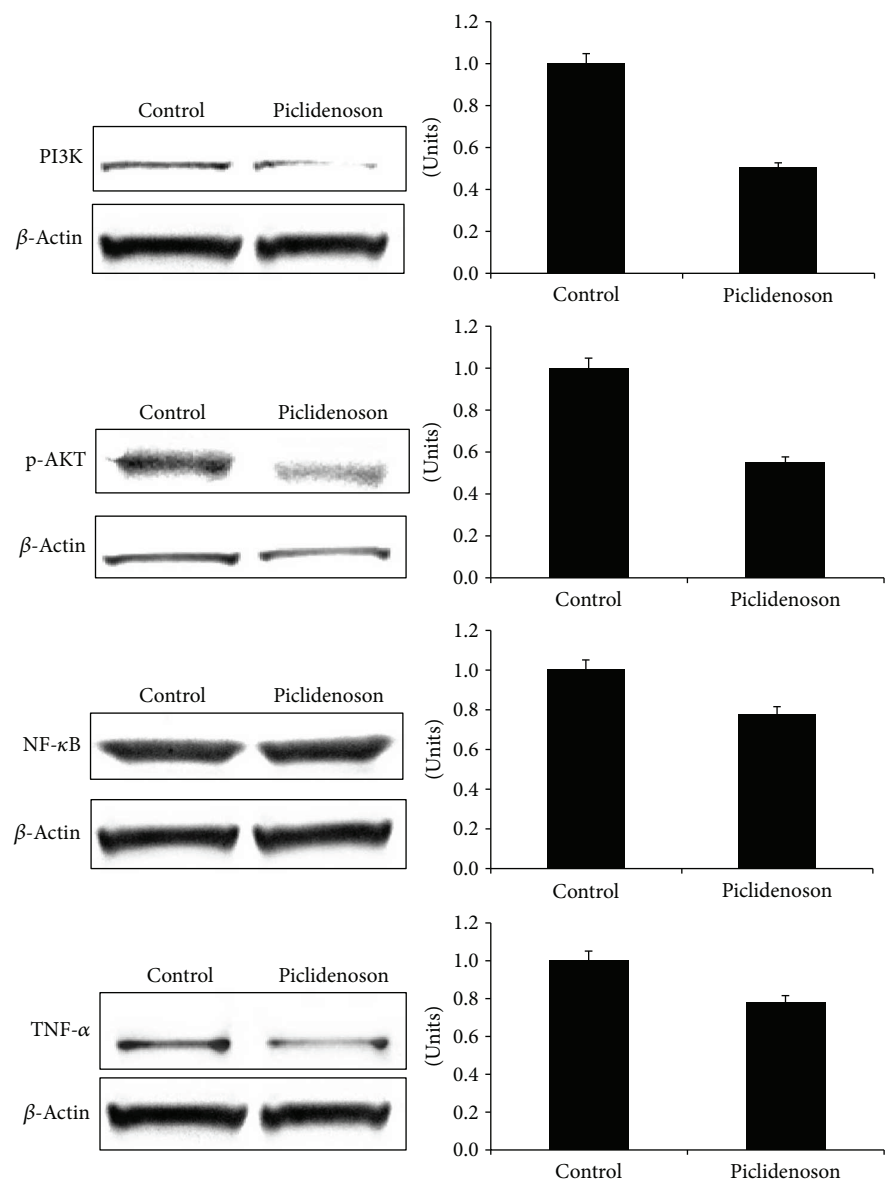 Control Piclidenoson
PI3K
β-Actin
1.2
1.0
0.8
0.6
0.4
0.2
0.0
(Units)
Control Piclidenoson
Control Piclidenoson
p-AKT
β-Actin
1.2
1.0
0.8
0.6
0.4
0.2
0.0
(Units)
Control Piclidenoson
Control Piclidenoson
NF-κB
β-Actin
1.2
1.0
0.8
0.6
0.4
0.2
0.0
(Units)
Control Piclidenoson
Control Piclidenoson
TNF-α
β-Actin
1.2
1.0
0.8
0.6
0.4
0.2
0.0
(Units)
Control Piclidenoson